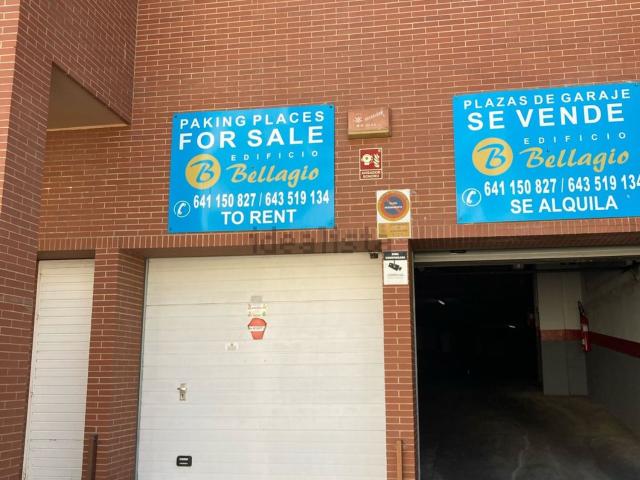 PAKING PLACES
FOR SALE
EDIFICIO
B Bellagio
641 150 827 / 643 519 134
TO RENT
PLAZAS DE GARAJE
SE VENDE
EDIFICIO
B Bellagio
641 150 827 / 643 519 134
SE ALQUILA
idealista